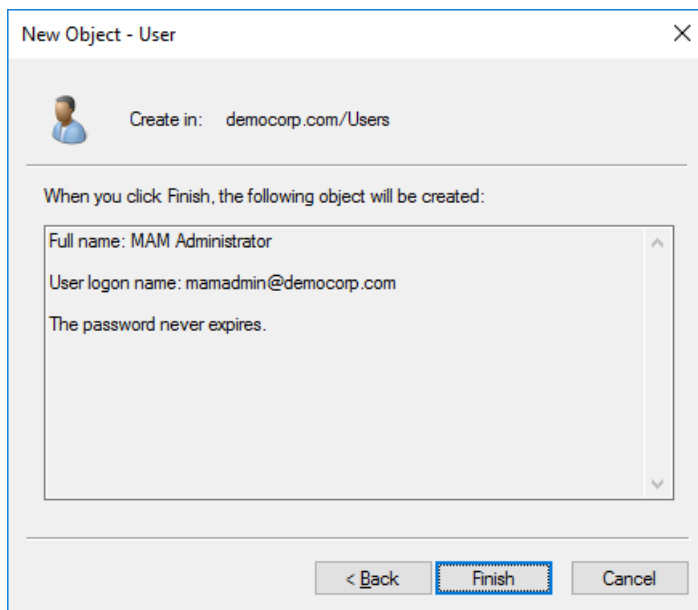 New Object - User
Create in: democorp.com/Users
When you click Finish, the following object will be created:
Full name: MAM Administrator
User logon name: mamadmin@democorp.com
The password never expires.
< Back Finish Cancel